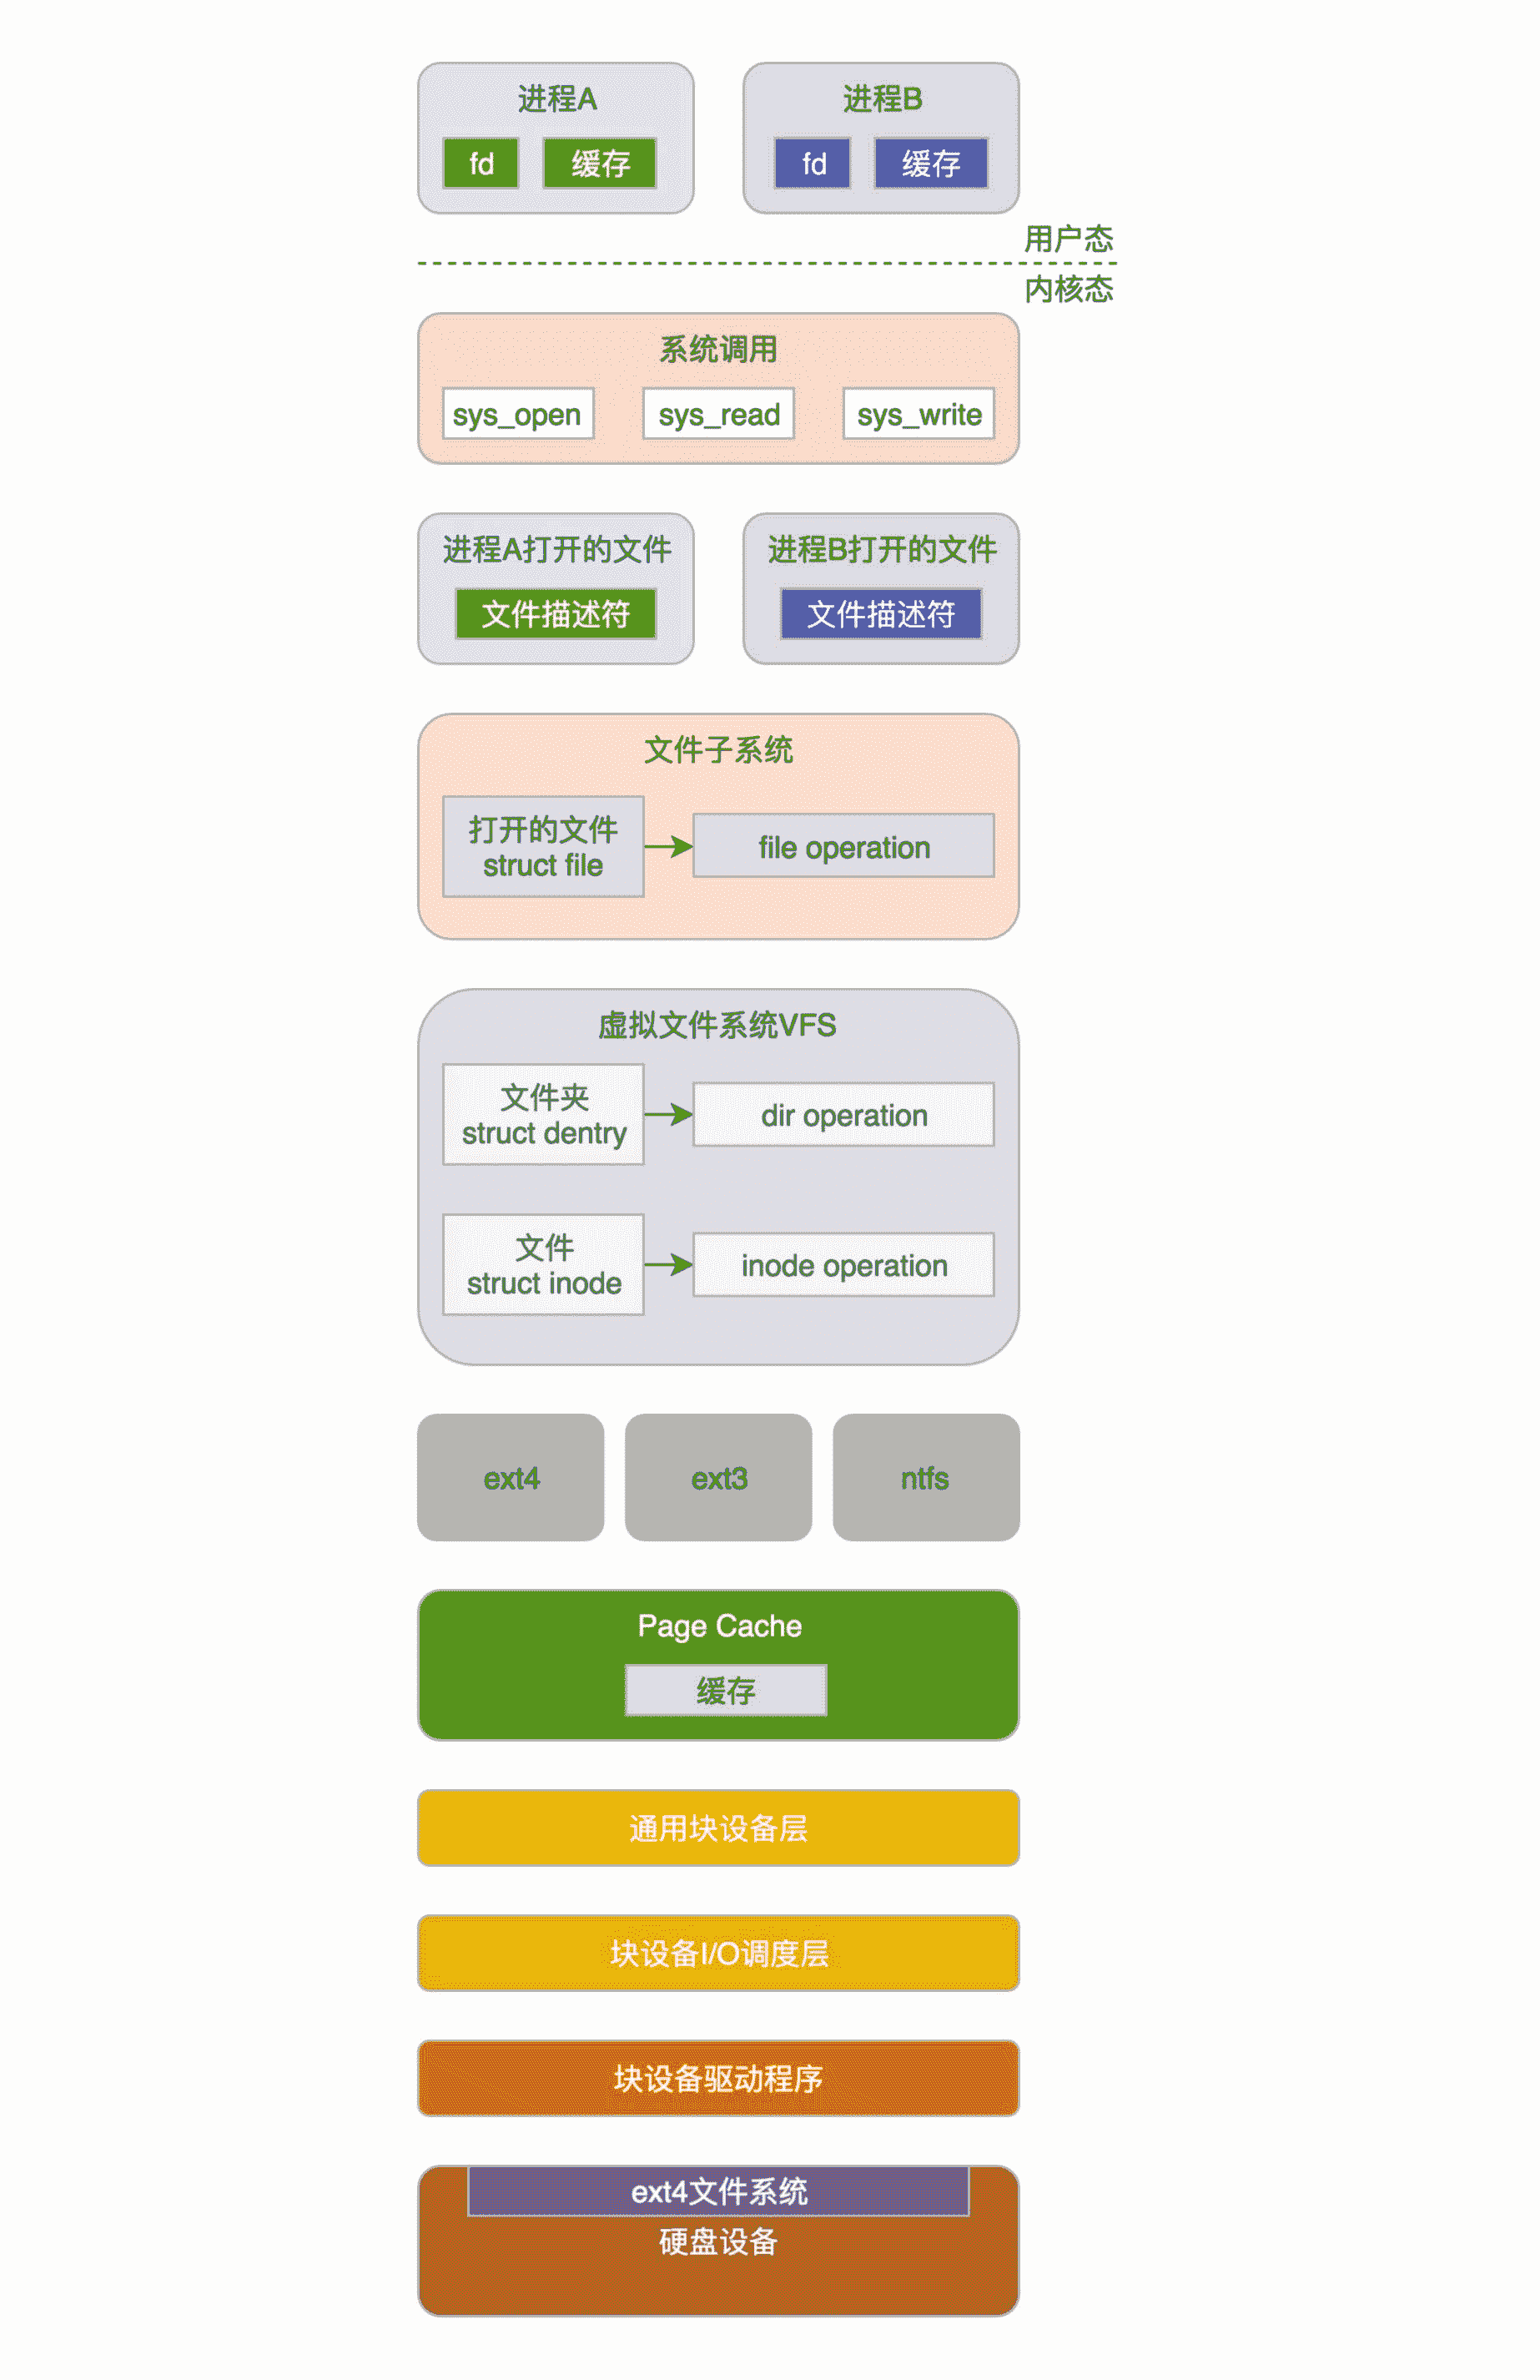 进程A
fd
缓存
进程B
fd
缓存
用户态
内核态
系统调用
sys_open
sys_read
sys_write
进程A打开的文件
文件描述符
进程B打开的文件
文件描述符
文件子系统
打开的文件
struct file
file operation
虚拟文件系统VFS
文件夹
struct dentry
dir operation
文件
struct inode
inode operation
ext4
ext3
ntfs
Page Cache
缓存
通用块设备层
块设备I/O调度层
块设备驱动程序
ext4文件系统
硬盘设备